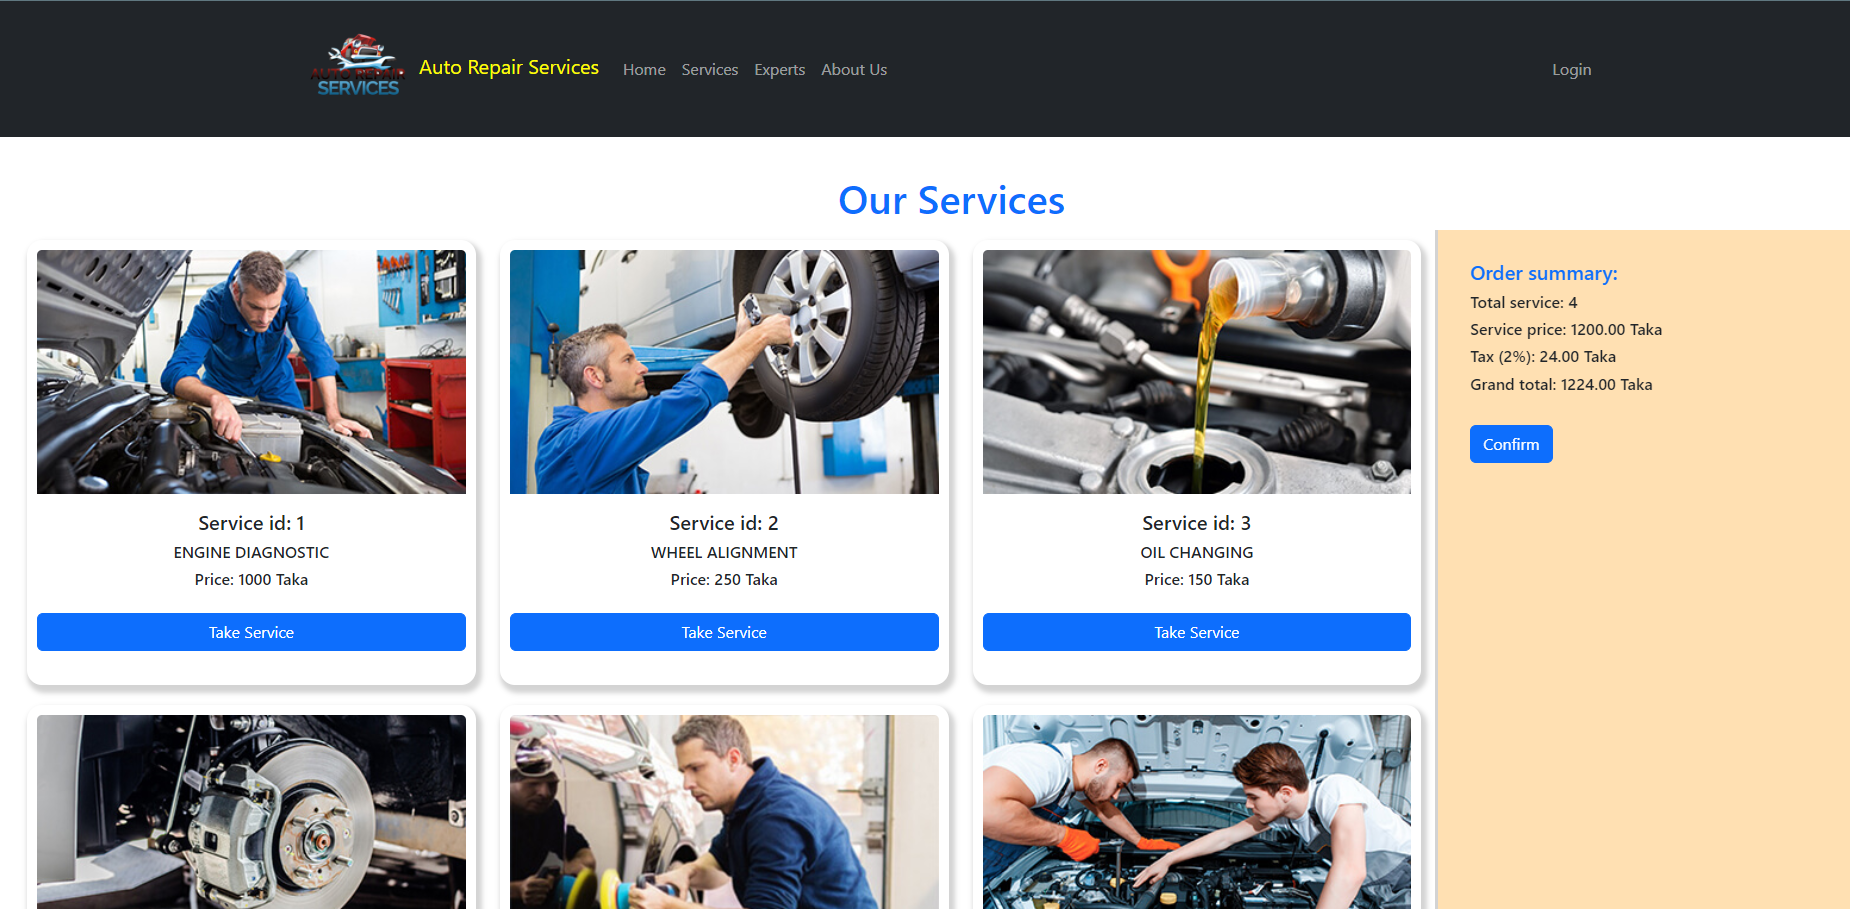 AUTO REPAIR
SERVICES
Auto Repair Services
Home
Services
Experts
About Us
Login
Our Services
Service id: 1
ENGINE DIAGNOSTIC
Price: 1000 Taka
Take Service
Service id: 2
WHEEL ALIGNMENT
Price: 250 Taka
Take Service
Service id: 3
OIL CHANGING
Price: 150 Taka
Take Service
Order summary:
Total service: 4
Service price: 1200.00 Taka
Tax (2%): 24.00 Taka
Grand total: 1224.00 Taka
Confirm